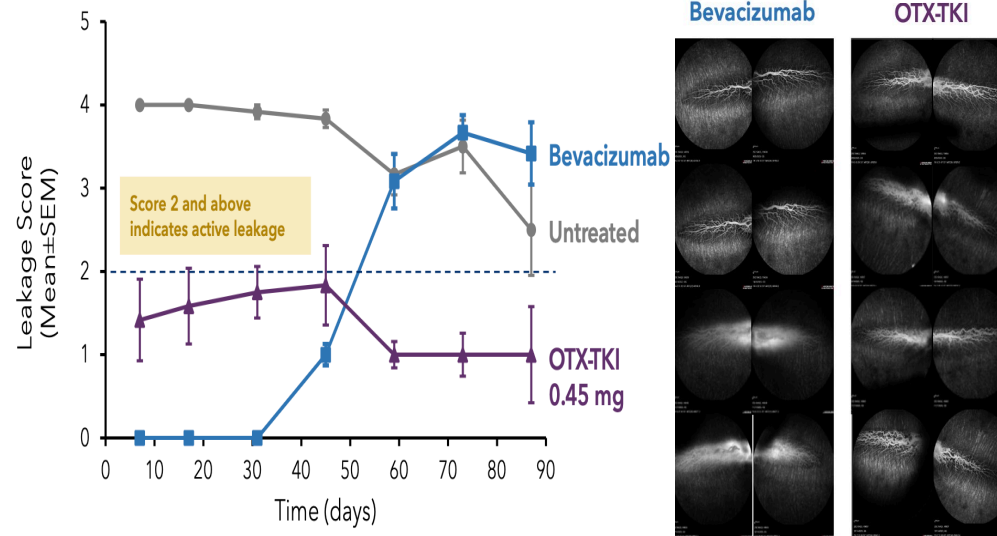 Bevacizumab
OTX-TKI
5
4
3
2
1
0
Leakage Score
(Mean±SEM)
Score 2 and above
indicates active leakage
Bevacizumab
Untreated
OTX-TKI
0.45 mg
0
10
20
30
40
50
60
70
80
90
Time (days)